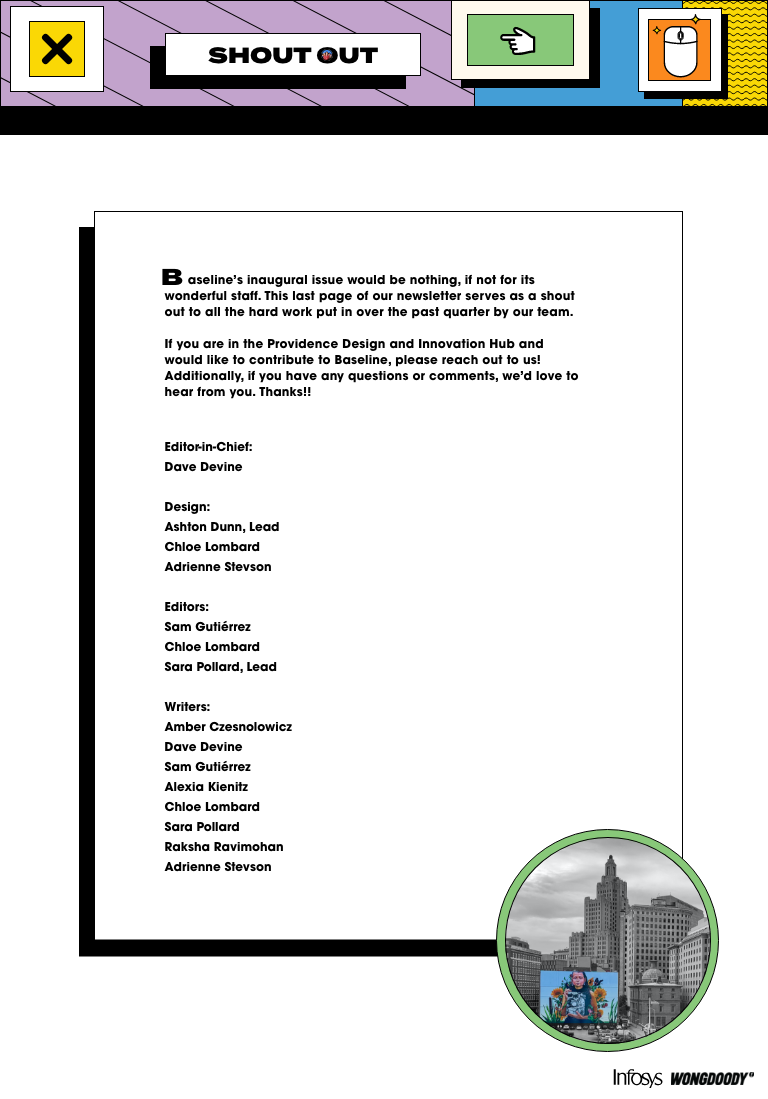 SHOUT OUT
Baseline's inaugural issue would be nothing, if not for its
wonderful staff. This last page of our newsletter serves as a shout
out to all the hard work put in over the past quarter by our team.
If you are in the Providence Design and Innovation Hub and
would like to contribute to Baseline, please reach out to us!
Additionally, if you have any questions or comments, we'd love to
hear from you. Thanks!!
Editor-in-Chief:
Dave Devine
Design:
Ashton Dunn, Lead
Chloe Lombard
Adrienne Stevson
Editors:
Sam Gutiérrez
Chloe Lombard
Sara Pollard, Lead
Writers:
Amber Czesnolowicz
Dave Devine
Sam Gutiérrez
Alexia Kienitz
Chloe Lombard
Sara Pollard
Raksha Ravimohan
Adrienne Stevson
Infosys WONGDOODY